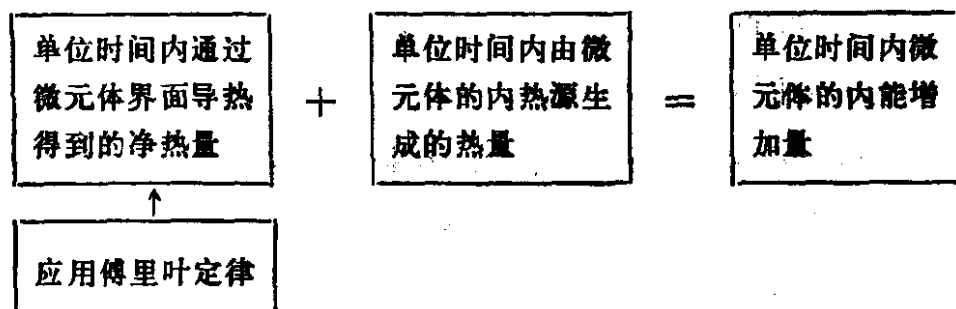 单位时间内通过
微元体界面导热
得到的净热量
+
单位时间内由微
元体的内热源生
成的热量
=
单位时间内微
元体的内能增
加量
↑
应用傅里叶定律